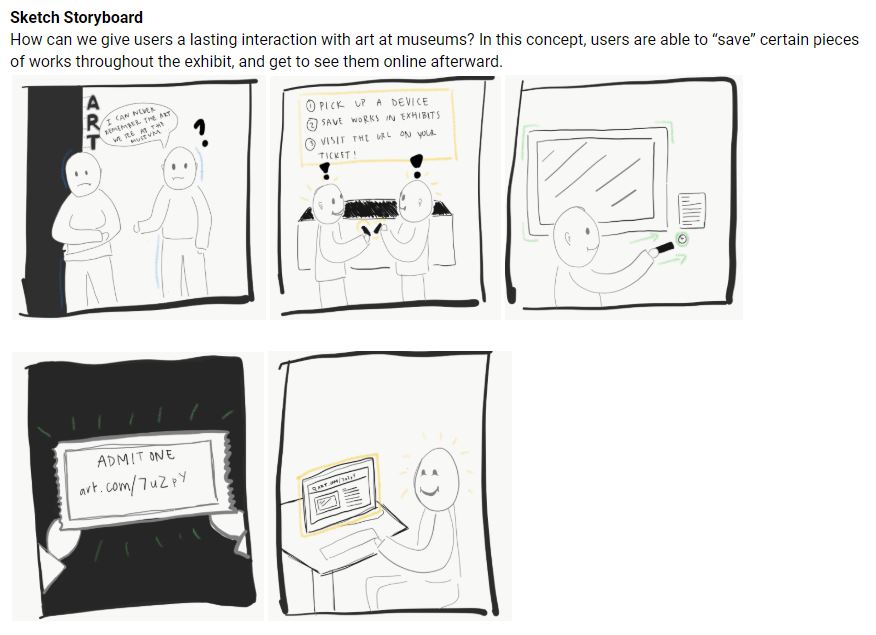 Sketch Storyboard
How can we give users a lasting interaction with art at museums? In this concept, users are able to “save” certain pieces
of works throughout the exhibit, and get to see them online afterward.
ART
I CAN NEVER
REMEMBER THE ART
WE SEE AT THE
MUSEUM
?
① PICK UP A DEVICE
② SAVE WORKS IN EXHIBITS
③ VISIT THE URL ON YOUR
TICKET!
! !
ADMIT ONE
art.com/7uZpY